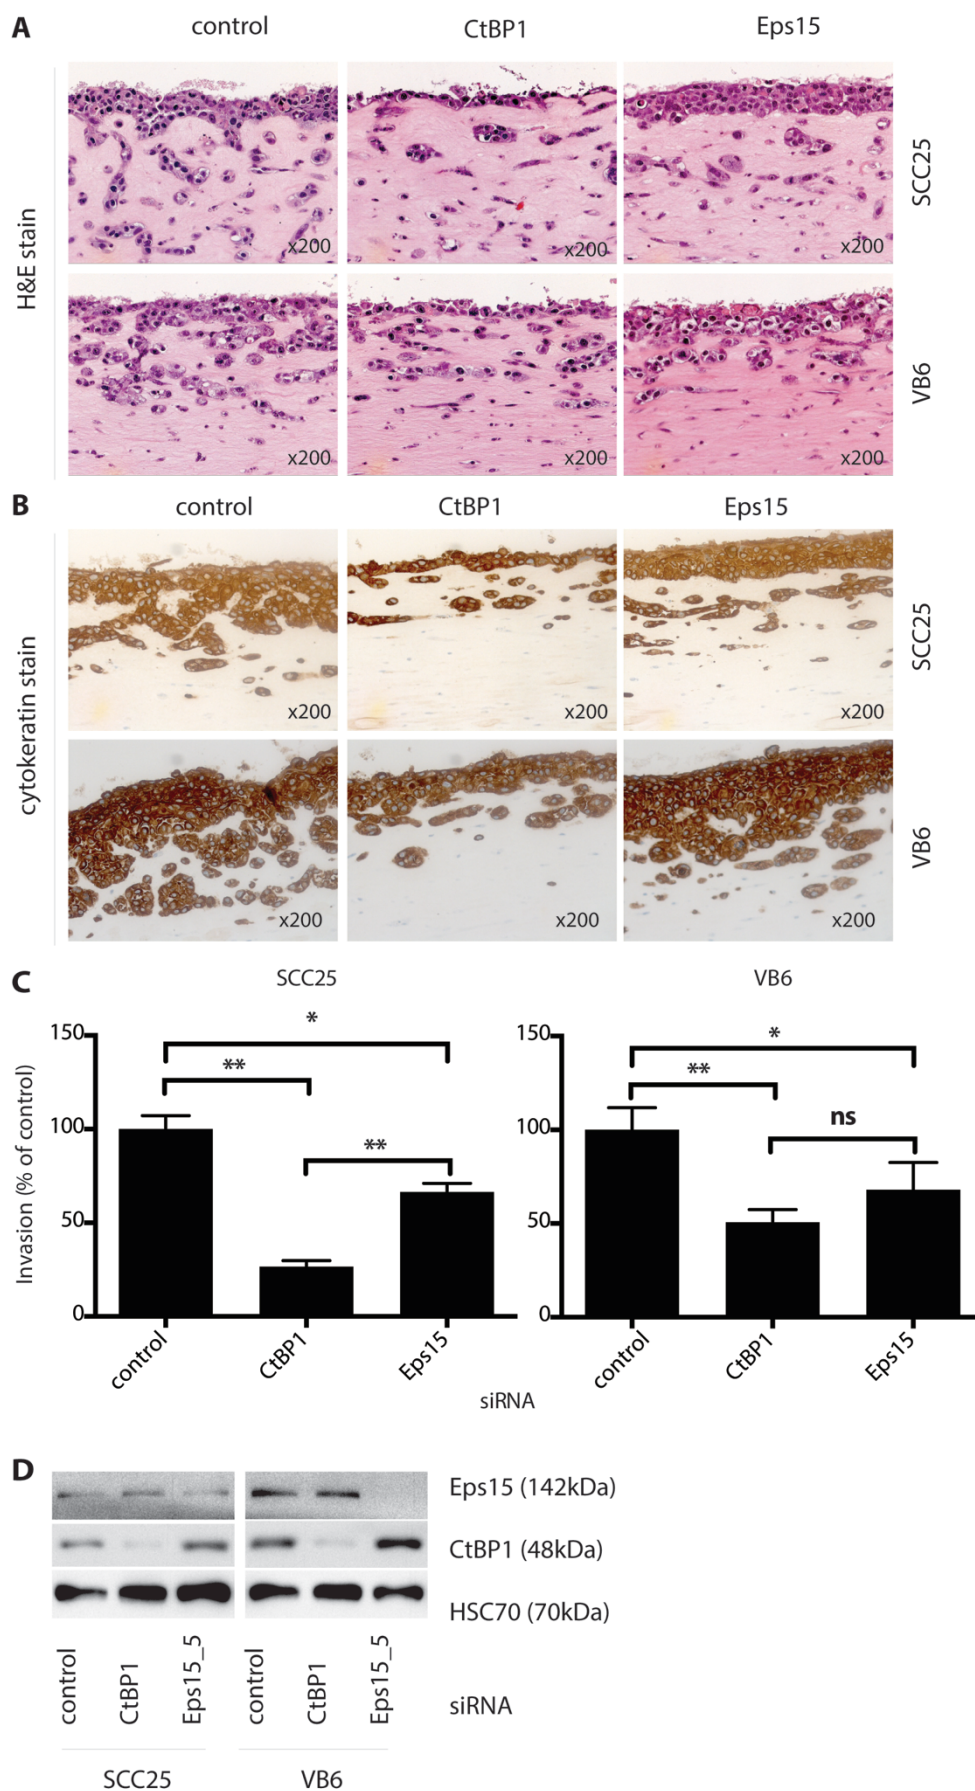 A
control
CtBP1
Eps15
H&E stain
x200
x200
x200
SCC25
x200
x200
x200
VB6
B
control
CtBP1
Eps15
cytokeratin stain
x200
x200
x200
SCC25
x200
x200
x200
VB6
C
SCC25
VB6
Invasion (% of control)
150
100
50
0
*
**
**
control
CtBP1
Eps15
150
100
50
0
*
**
ns
control
CtBP1
Eps15
siRNA
D
Eps15 (142kDa)
CtBP1 (48kDa)
HSC70 (70kDa)
control
CtBP1
Eps15_5
control
CtBP1
Eps15_5
siRNA
SCC25
VB6